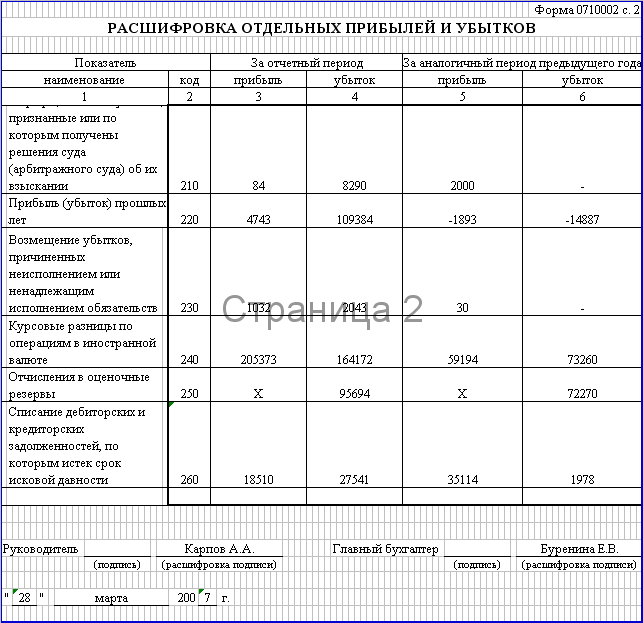 Форма 0710002 с. 2
РАСШИФРОВКА ОТДЕЛЬНЫХ ПРИБЫЛЕЙ И УБЫТКОВ
Показатель За отчетный период За аналогичный период предыдущего года
наименование код прибыль убыток прибыль убыток
1 2 3 4 5 6
признанные или по
которым получены
решения суда
(арбитражного суда) об их
взыскании 210 84 8290 2000 -
Прибыль (убыток) прошлых
лет 220 4743 109384 -1893 -14887
Возмещение убытков,
причиненных
неисполнением или
ненадлежащим
исполнением обязательств 230 1032 2043 30 -
Страница 2
Курсовые разницы по
операциям в иностранной
валюте 240 205373 164172 59194 73260
Отчисления в оценочные
резервы 250 Х 95694 Х 72270
Списание дебиторских и
кредиторских
задолженностей, по
которым истек срок
исковой давности 260 18510 27541 35114 1978
Руководитель Карпов А.А. Главный бухгалтер Буренина Е.В.
(подпись) (расшифровка подписи) (подпись) (расшифровка подписи)
" 28 " марта 200 7 г.